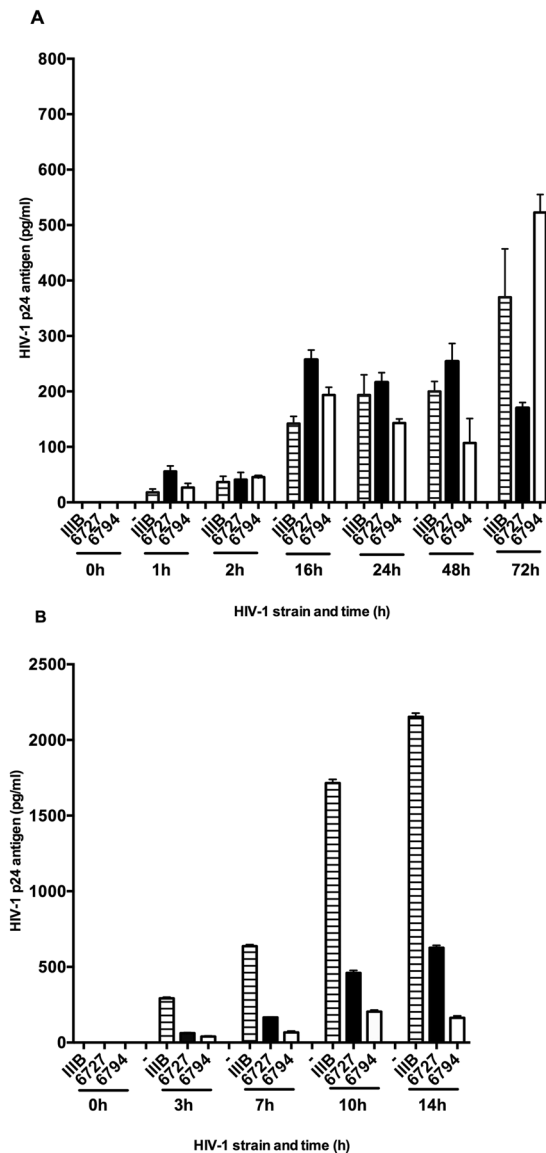 A
800
700
600
500
400
300
200
100
0
HIV-1 p24 antigen (pg/ml)
IIIB 6727 6794 - IIIB 6727 6794 - IIIB 6727 6794 - IIIB 6727 6794 - IIIB 6727 6794 - IIIB 6727 6794 - IIIB 6727 6794
0h 1h 2h 16h 24h 48h 72h
HIV-1 strain and time (h)
B
2500
2000
1500
1000
500
0
HIV-1 p24 antigen (pg/ml)
IIIB 6727 6794 - IIIB 6727 6794 - IIIB 6727 6794 - IIIB 6727 6794 - IIIB 6727 6794
0h 3h 7h 10h 14h
HIV-1 strain and time (h)